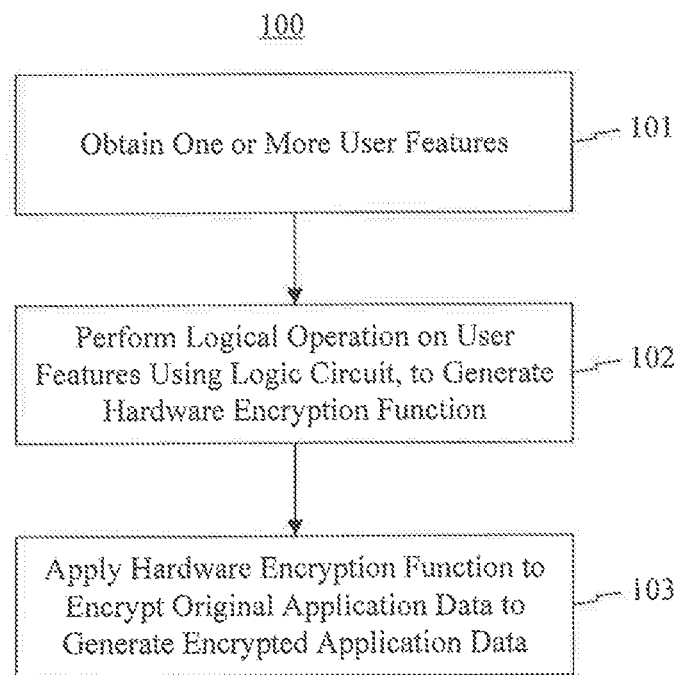 100
Obtain One or More User Features
101
Perform Logical Operation on User
Features Using Logic Circuit, to Generate
Hardware Encryption Function
102
Apply Hardware Encryption Function to
Encrypt Original Application Data to
Generate Encrypted Application Data
103